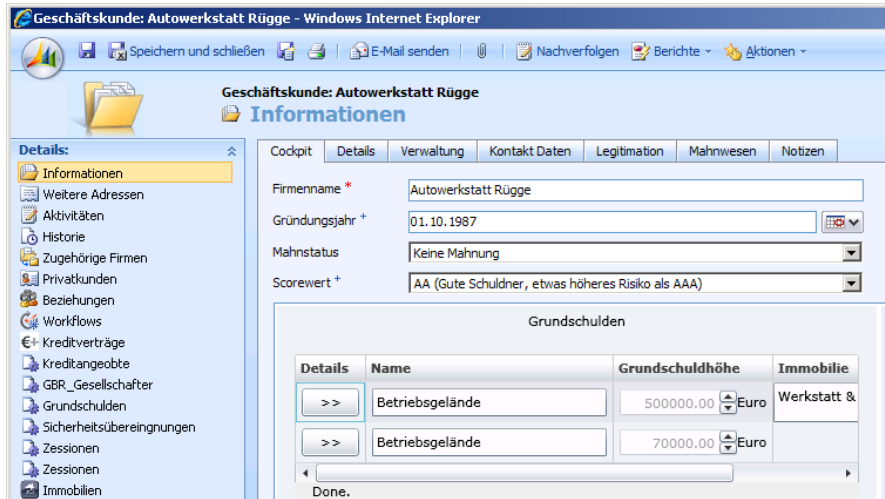 Geschäftskunde: Autowerkstatt Rügge - Windows Internet Explorer
Speichern und schließen E-Mail senden Nachverfolgen Berichte Aktionen
Geschäftskunde: Autowerkstatt Rügge
Informationen
Details:
Informationen
Weitere Adressen
Aktivitäten
Historie
Zugehörige Firmen
Privatkunden
Beziehungen
Workflows
€+ Kreditverträge
Kreditangeobte
GBR_Gesellschafter
Grundschulden
Sicherheitsübereingnungen
Zessionen
Zessionen
Immobilien
Cockpit Details Verwaltung Kontakt Daten Legitimation Mahnwesen Notizen
Firmenname * Autowerkstatt Rügge
Gründungsjahr + 01.10.1987
Mahnstatus Keine Mahnung
Scorewert + AA (Gute Schuldner, etwas höheres Risiko als AAA)
Grundschulden
Details Name Grundschuldhöhe Immobilie
>> Betriebsgelände 500000.00 Euro Werkstatt &
>> Betriebsgelände 70000.00 Euro
Done.